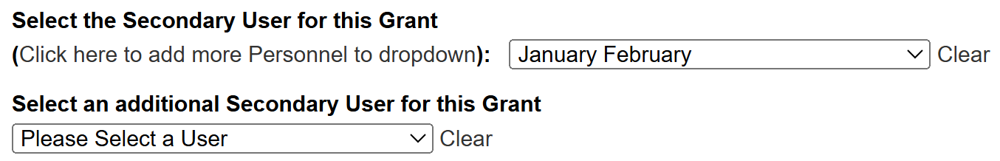 Select the Secondary User for this Grant
(Click here to add more Personnel to dropdown): January February Clear
Select an additional Secondary User for this Grant
Please Select a User Clear